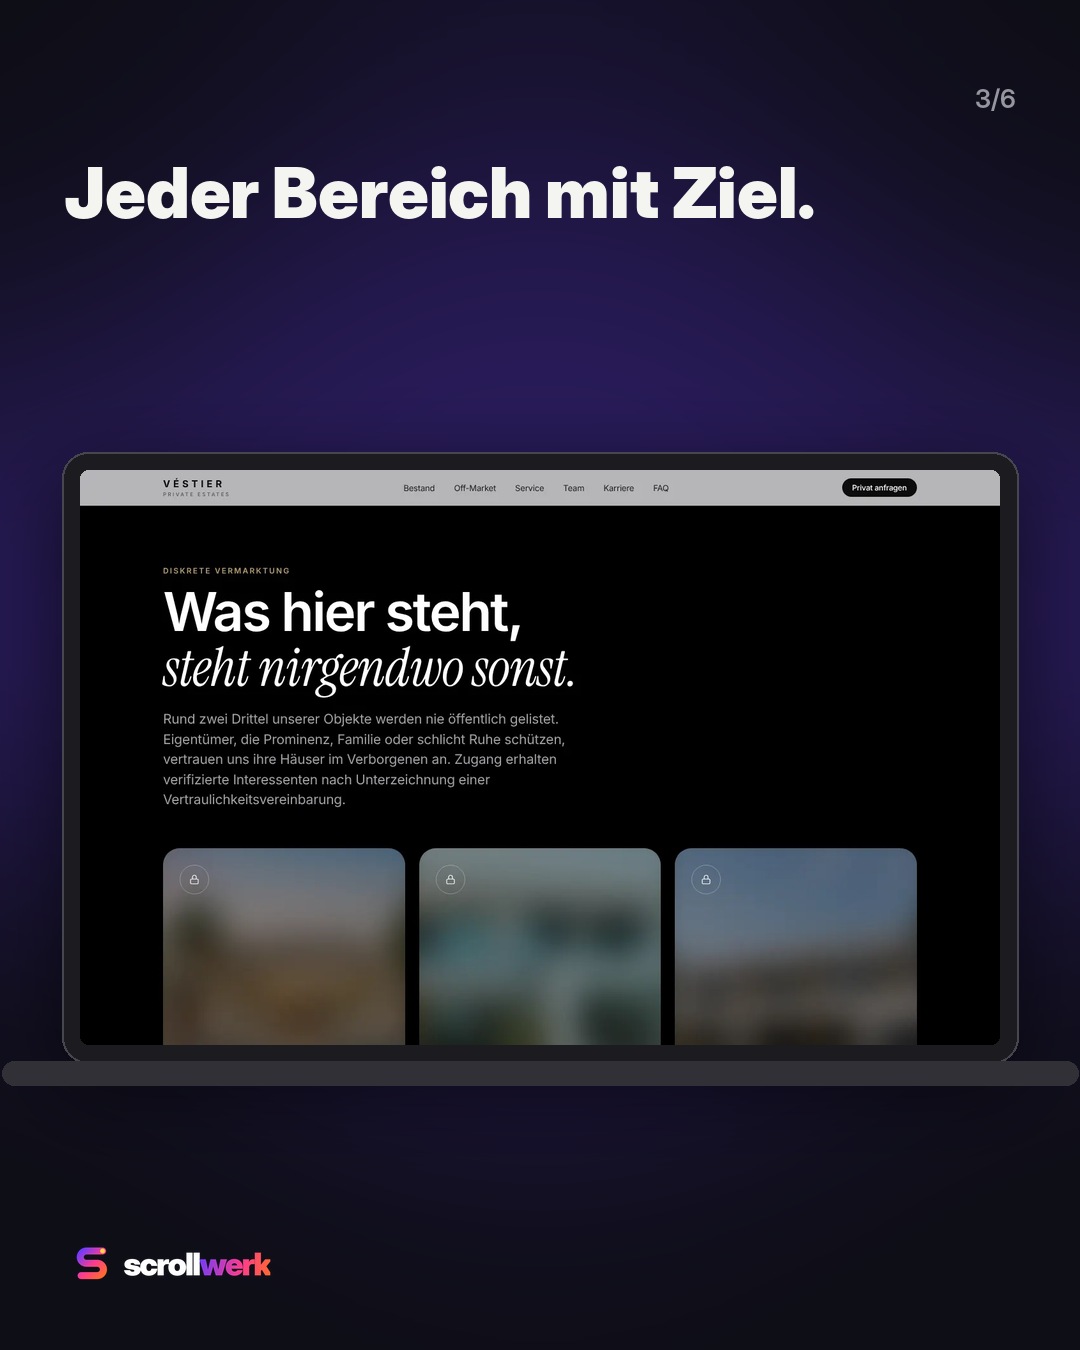 3/6
Jeder Bereich mit Ziel.
VÉSTIER
PRIVATE ESTATES
Bestand Off-Market Service Team Karriere FAQ
Privat anfragen
DISKRETE VERMARKTUNG
Was hier steht,
steht nirgendwo sonst.
Rund zwei Drittel unserer Objekte werden nie öffentlich gelistet.
Eigentümer, die Prominenz, Familie oder schlicht Ruhe schützen,
vertrauen uns ihre Häuser im Verborgenen an. Zugang erhalten
verifizierte Interessenten nach Unterzeichnung einer
Vertraulichkeitsvereinbarung.
scrollwerk